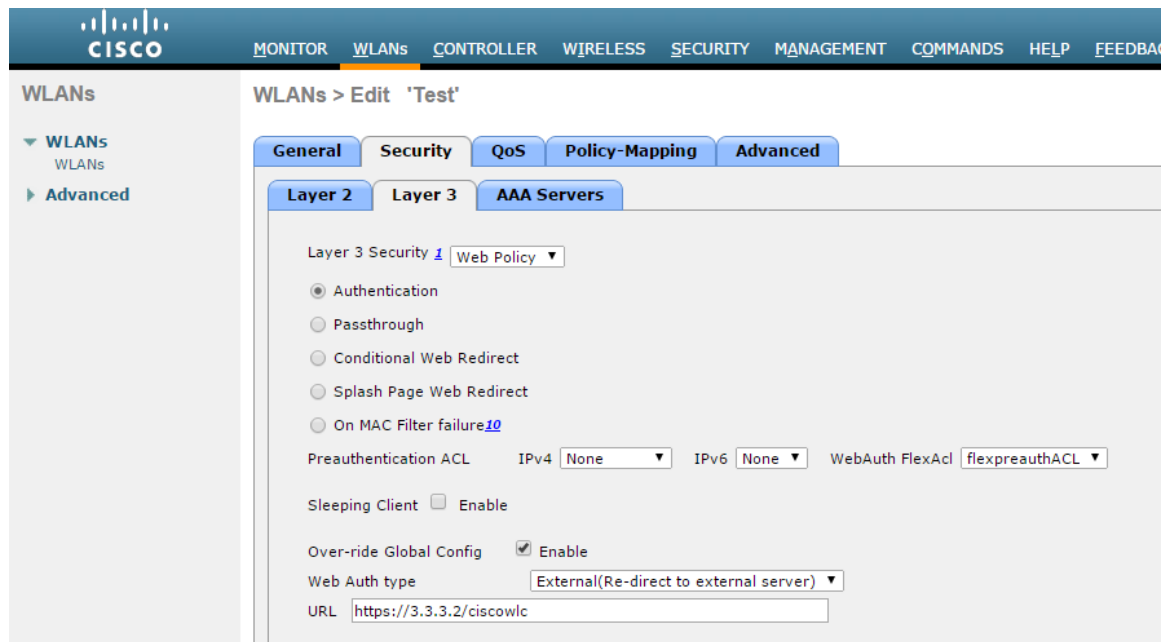 CISCO
MONITOR WLANs CONTROLLER WIRELESS SECURITY MANAGEMENT COMMANDS HELP FEEDBA
WLANs
WLANs
WLANs
Advanced
WLANs > Edit 'Test'
General Security QoS Policy-Mapping Advanced
Layer 2 Layer 3 AAA Servers
Layer 3 Security 1 Web Policy
Authentication
Passthrough
Conditional Web Redirect
Splash Page Web Redirect
On MAC Filter failure10
Preauthentication ACL IPv4 None IPv6 None WebAuth FlexAcl flexpreauthACL
Sleeping Client Enable
Over-ride Global Config Enable
Web Auth type External(Re-direct to external server)
URL https://3.3.3.2/ciscowlc